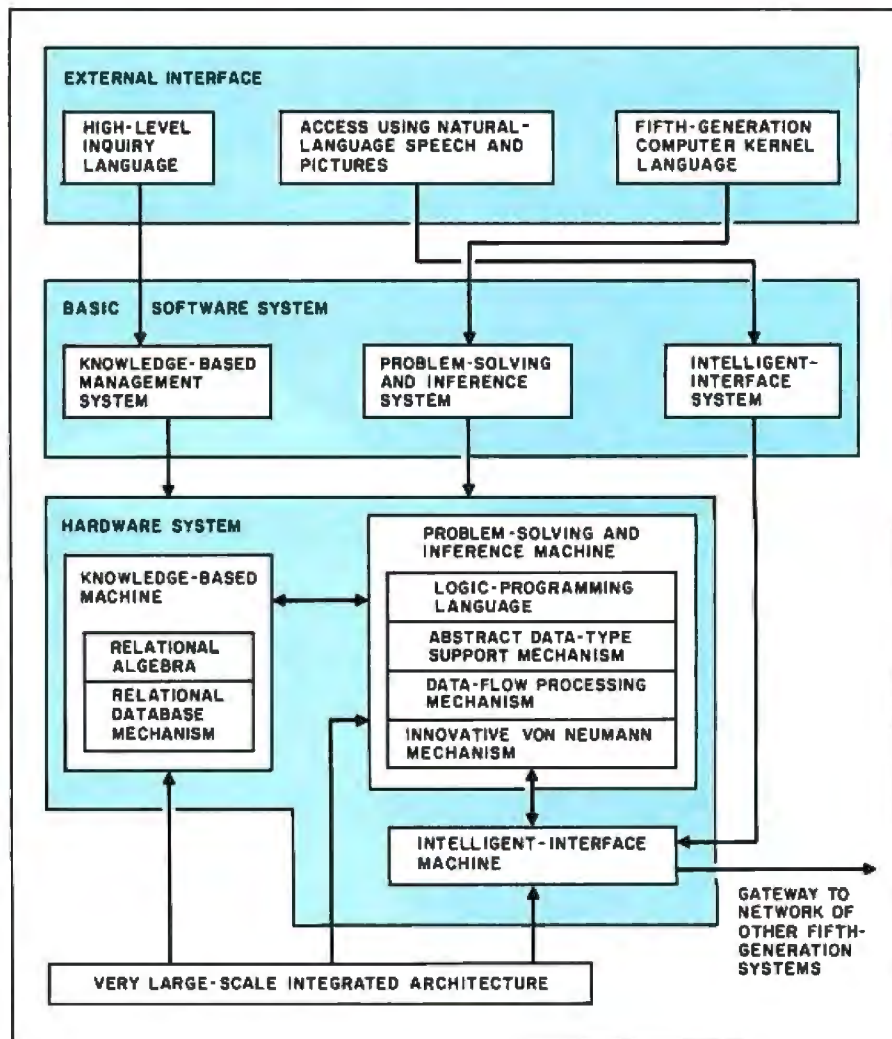 EXTERNAL INTERFACE
HIGH-LEVEL
INQUIRY
LANGUAGE
ACCESS USING NATURAL-
LANGUAGE SPEECH AND
PICTURES
FIFTH-GENERATION
COMPUTER KERNEL
LANGUAGE
BASIC SOFTWARE SYSTEM
KNOWLEDGE-BASED
MANAGEMENT
SYSTEM
PROBLEM-SOLVING
AND INFERENCE
SYSTEM
INTELLIGENT-
INTERFACE
SYSTEM
HARDWARE SYSTEM
KNOWLEDGE-BASED
MACHINE
RELATIONAL
ALGEBRA
RELATIONAL
DATABASE
MECHANISM
PROBLEM-SOLVING AND
INFERENCE MACHINE
LOGIC-PROGRAMMING
LANGUAGE
ABSTRACT DATA-TYPE
SUPPORT MECHANISM
DATA-FLOW PROCESSING
MECHANISM
INNOVATIVE VON NEUMANN
MECHANISM
INTELLIGENT-INTERFACE
MACHINE
GATEWAY TO
NETWORK OF
OTHER FIFTH-
GENERATION
SYSTEMS
VERY LARGE-SCALE INTEGRATED ARCHITECTURE